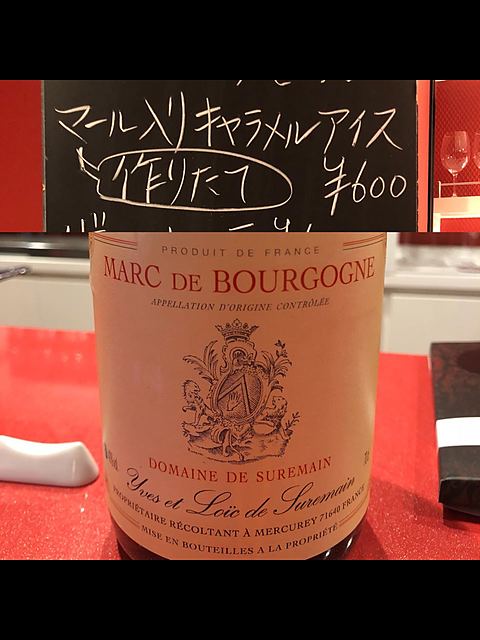 マール入りキャラメルアイス
作りたて ¥600
PRODUIT DE FRANCE
MARC DE BOURGOGNE
APPELLATION D'ORIGINE CONTRÔLÉE
DOMAINE DE SUREMAIN
Yves et Loïc de Suremain
PROPRIÉTAIRE RÉCOLTANT À MERCUREY 71640 FRANCE
MISE EN BOUTEILLES A LA PROPRIÉTÉ